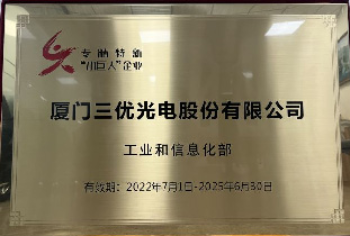 专精特新
“小巨人”企业
厦门三优光电股份有限公司
工业和信息化部
有效期：2022年7月1日-2025年6月30日